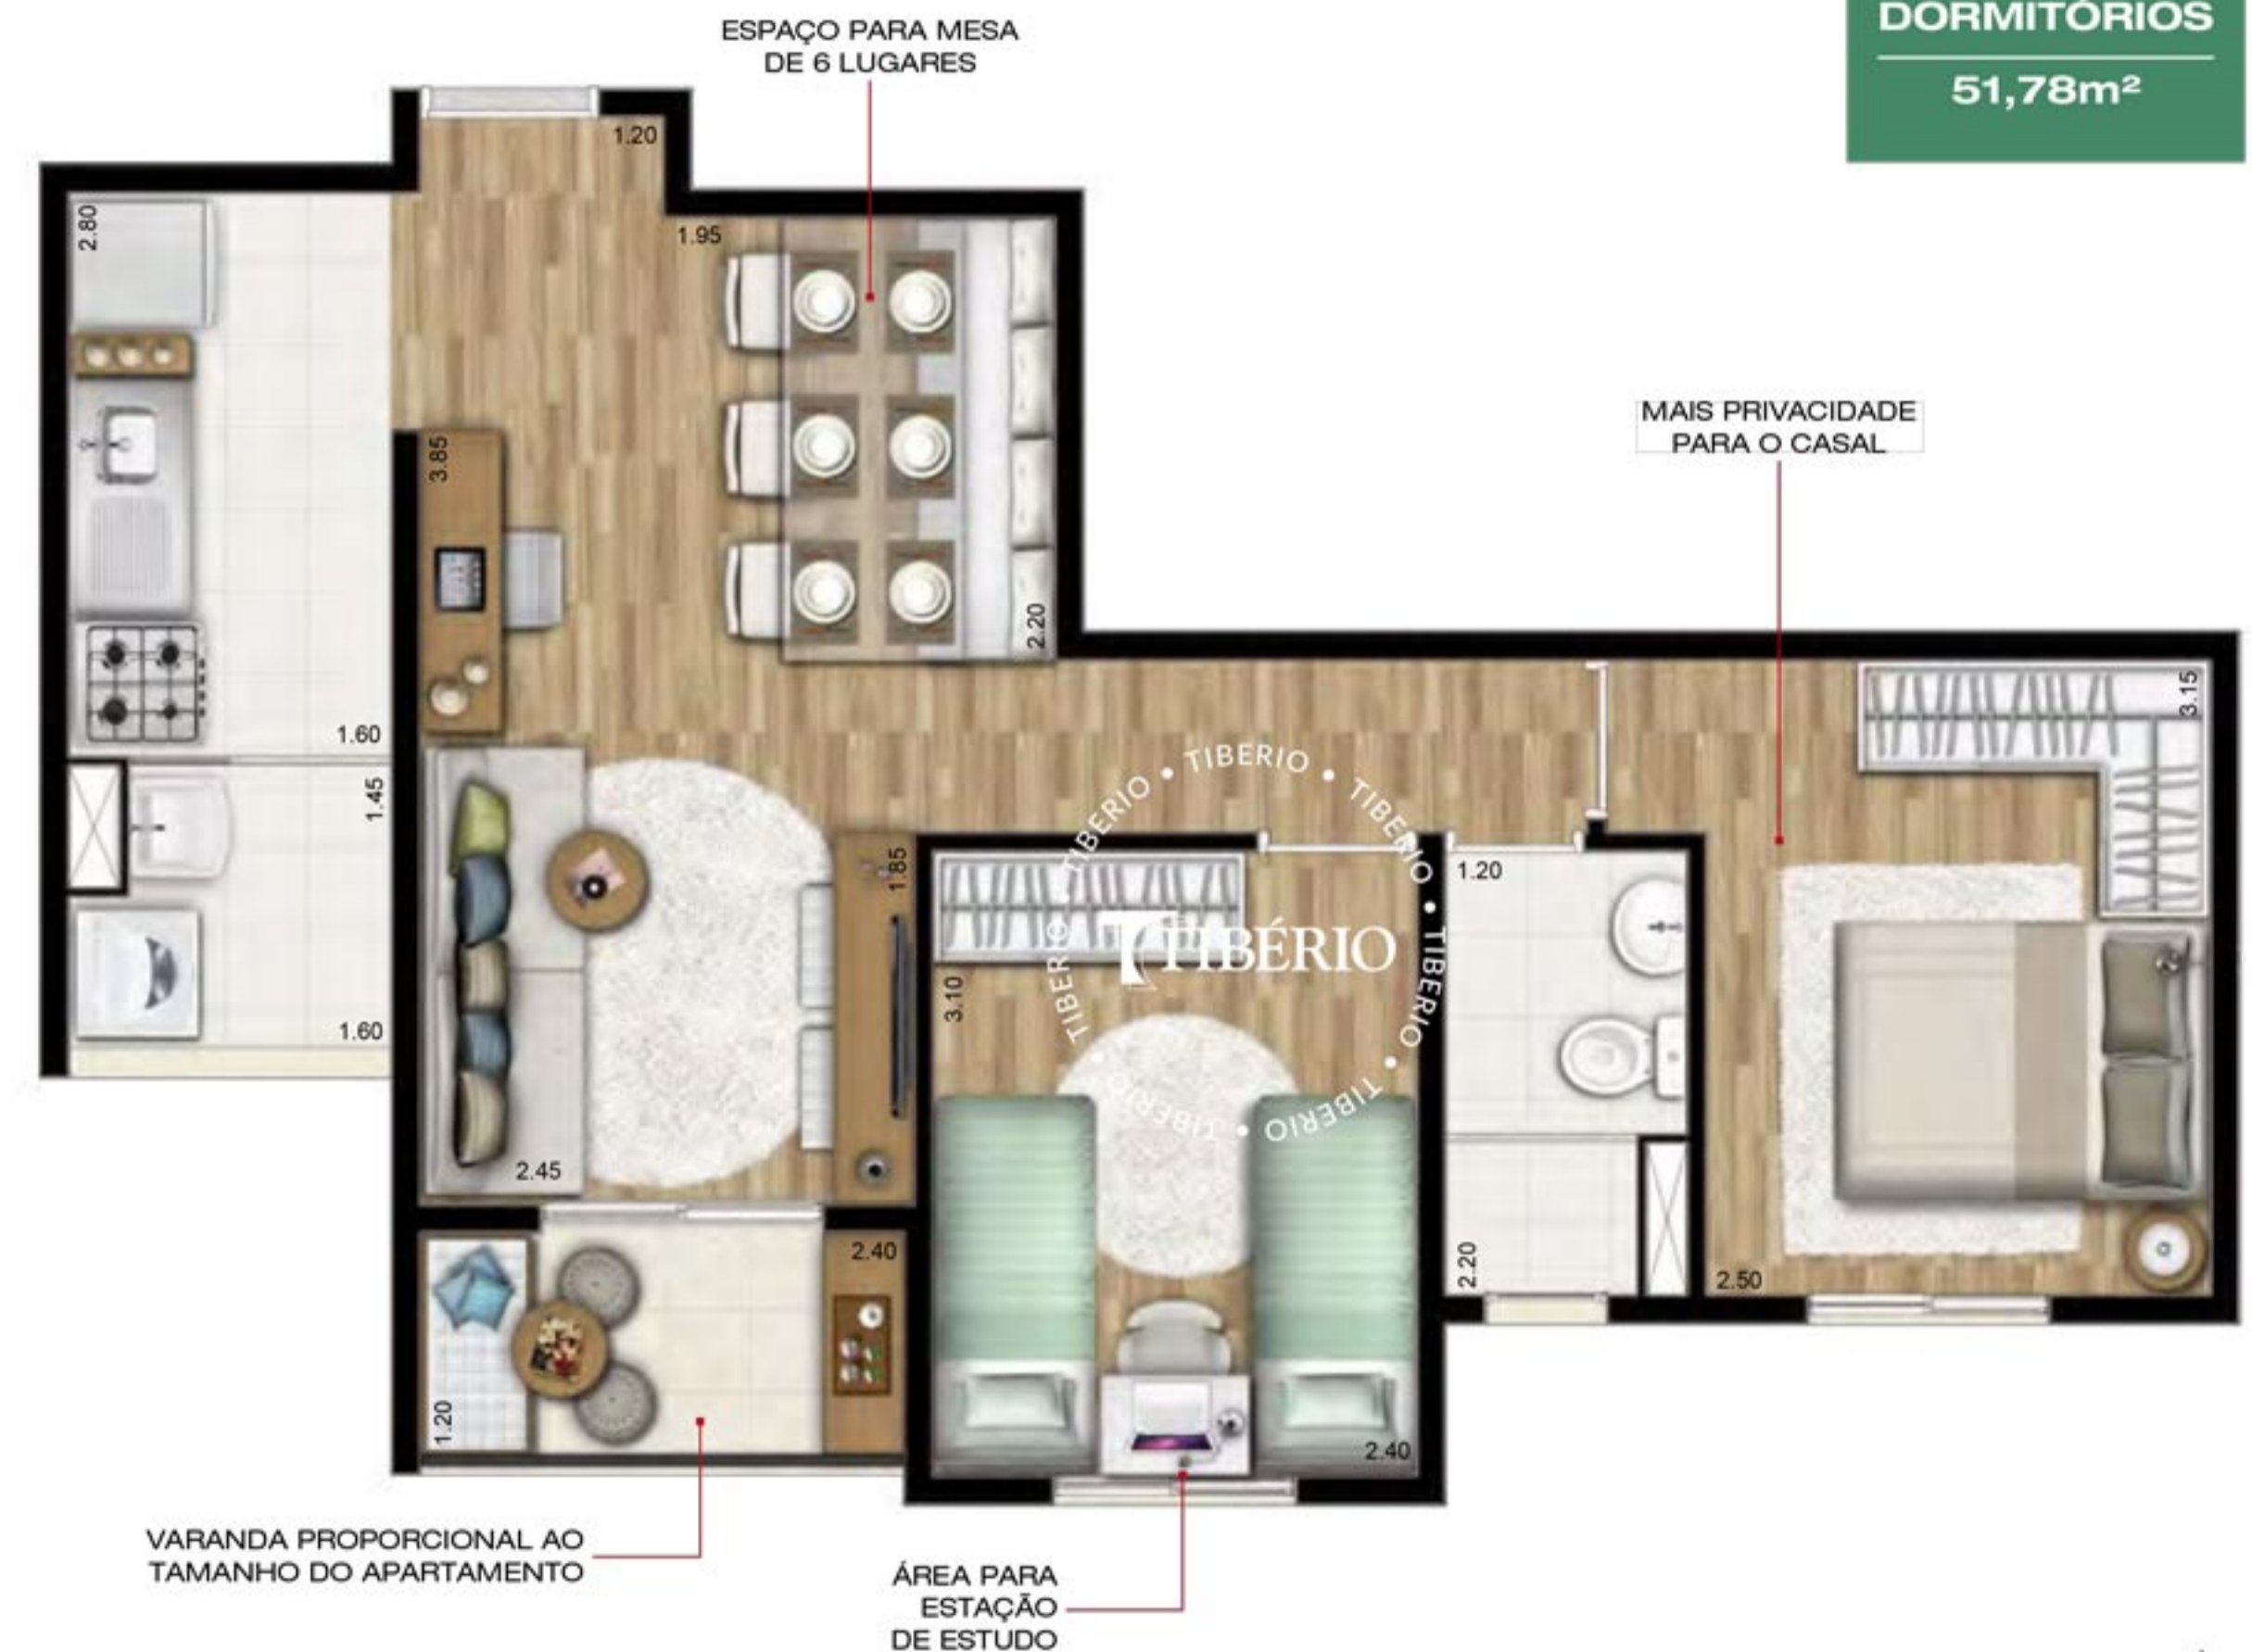 DORMITÓRIOS
51,78m²
ESPAÇO PARA MESA
DE 6 LUGARES
1.20
2.80
1.95
MAIS PRIVACIDADE
PARA O CASAL
3.85
2.20
3.15
1.60
1.45
TIBERIO • TIBERIO • TIBERIO • TIBERIO • TIBERIO • TIBERIO • TIBERIO • TIBERIO
1.85
1.20
TIBÉRIO
3.10
1.60
2.45
2.40
2.20
2.50
1.20
2.40
VARANDA PROPORCIONAL AO
TAMANHO DO APARTAMENTO
ÁREA PARA
ESTAÇÃO
DE ESTUDO